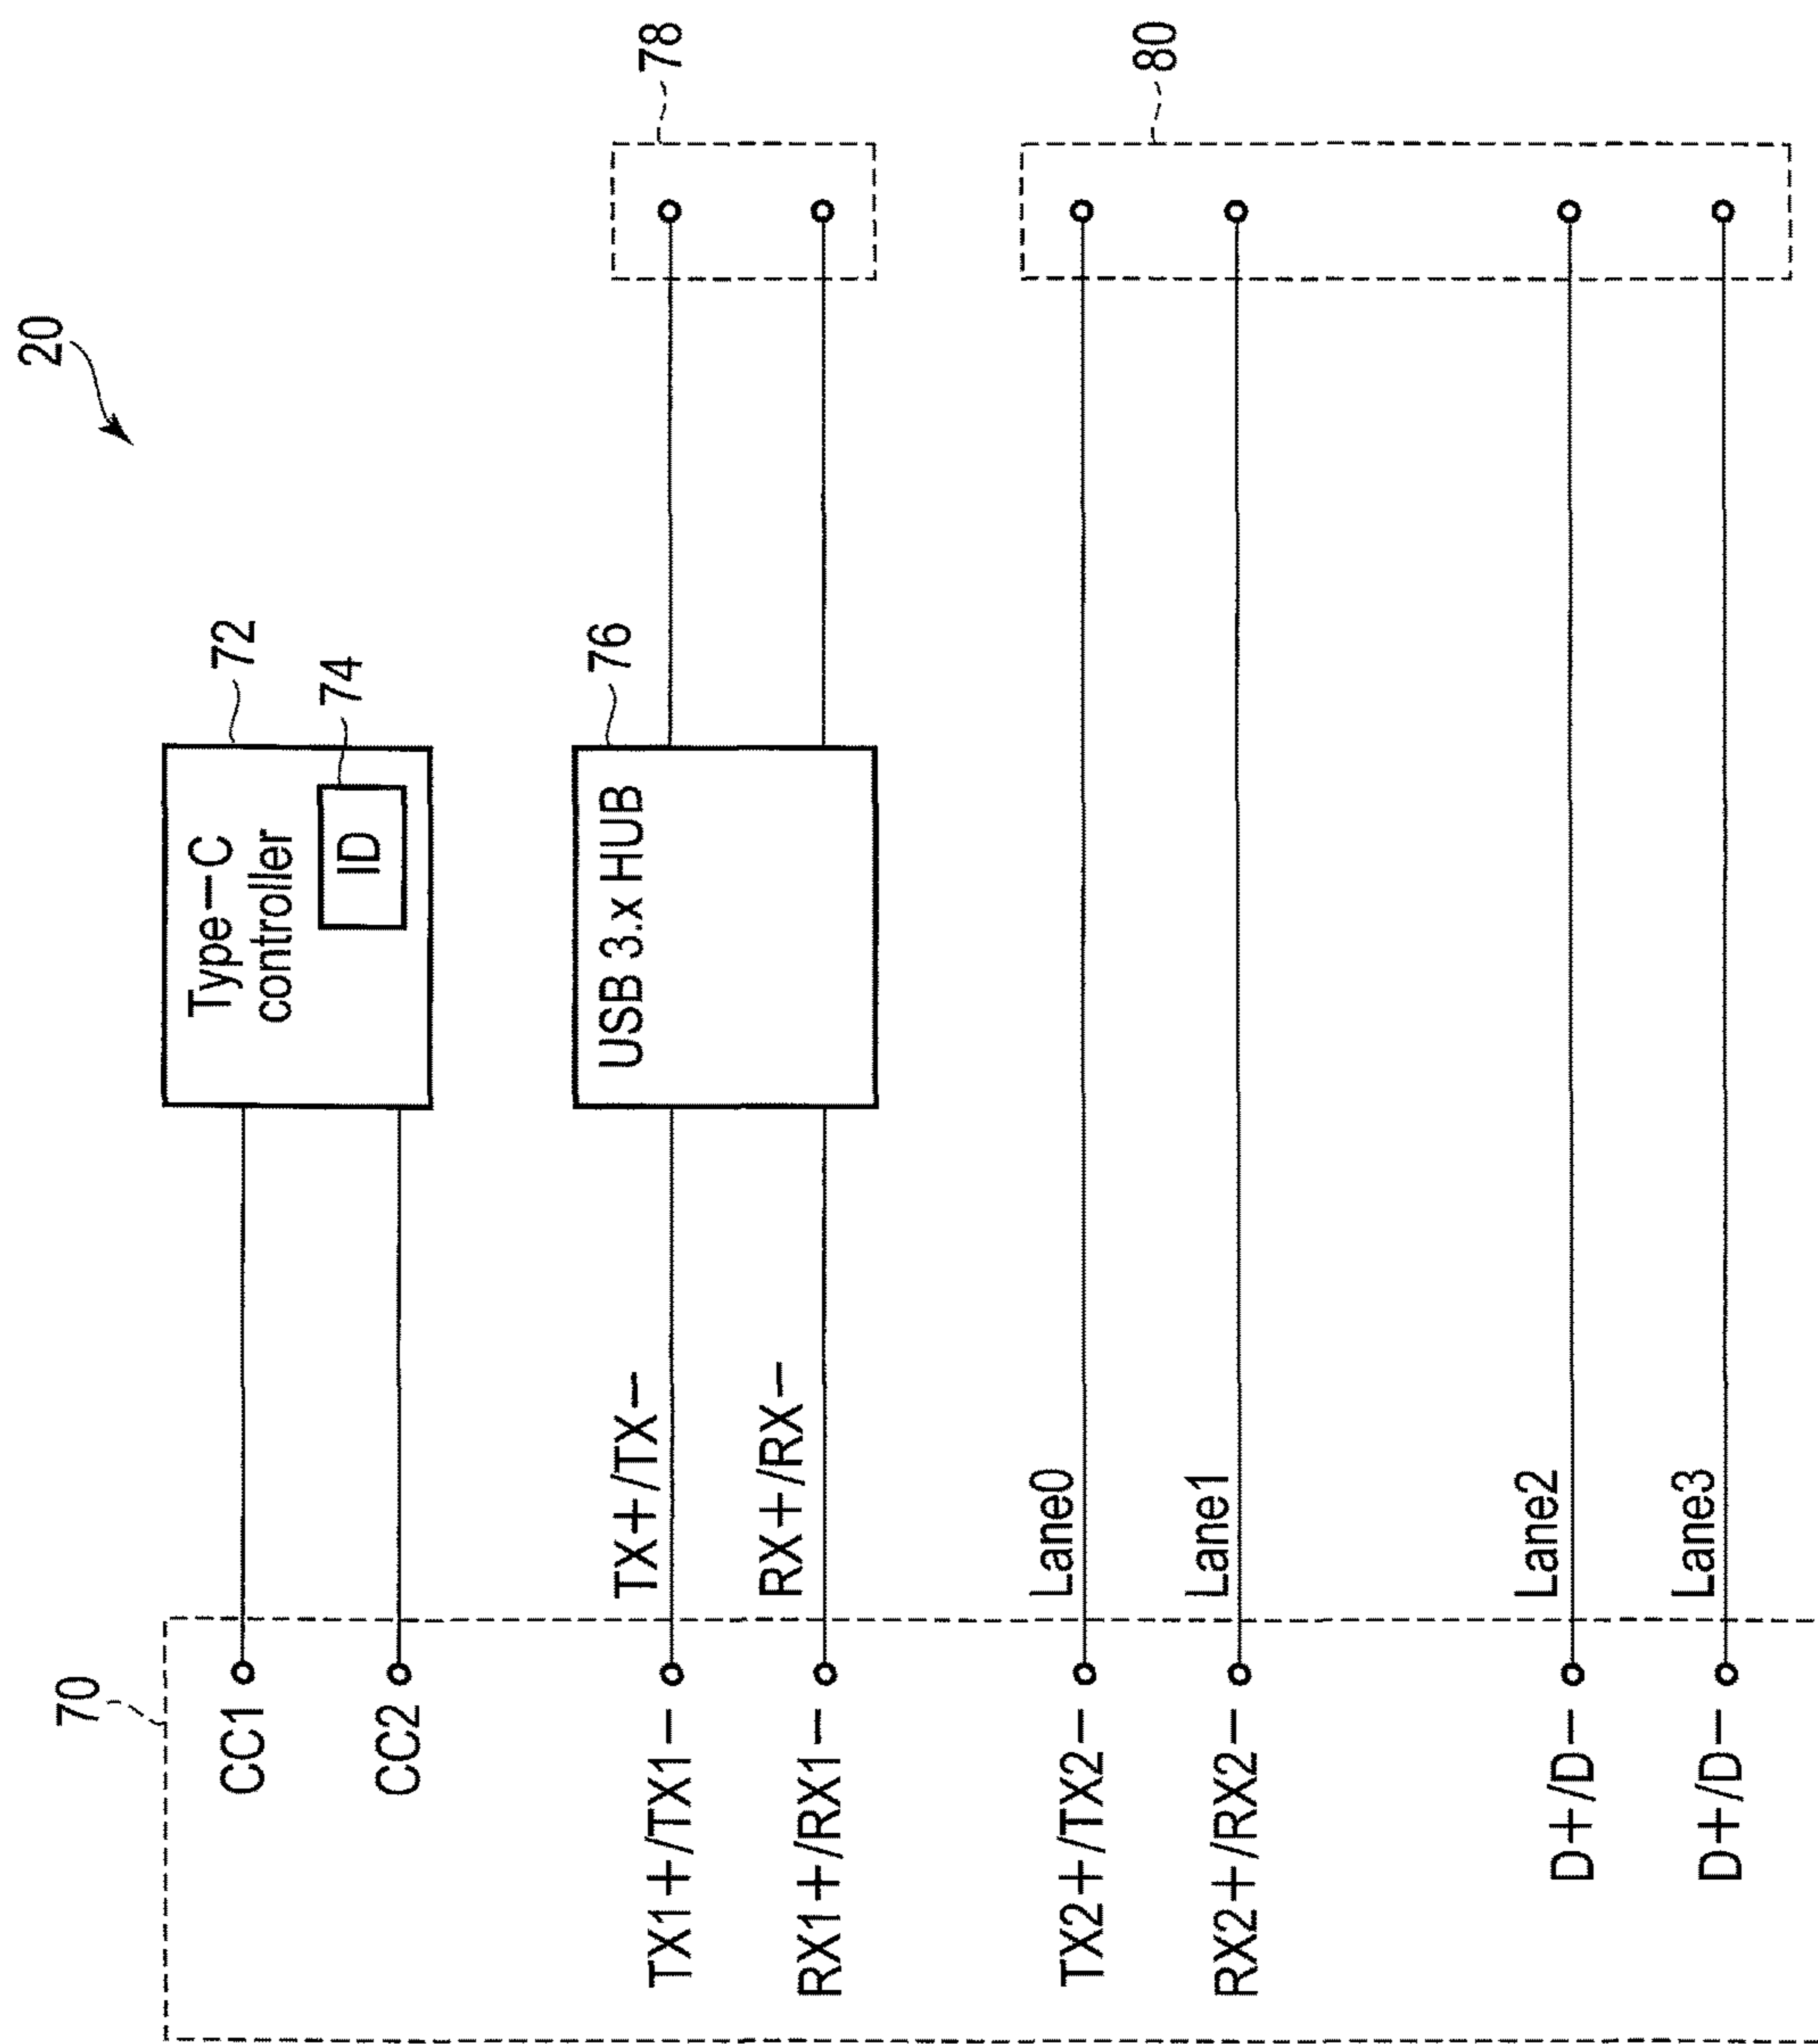 20
70
CC1
CC2
TX1+/TX1−
RX1+/RX1−
TX2+/TX2−
RX2+/RX2−
D+/D−
D+/D−
TX+/TX−
RX+/RX−
Lane0
Lane1
Lane2
Lane3
Type−C
controller
ID
72
74
USB 3.x HUB
76
78
80